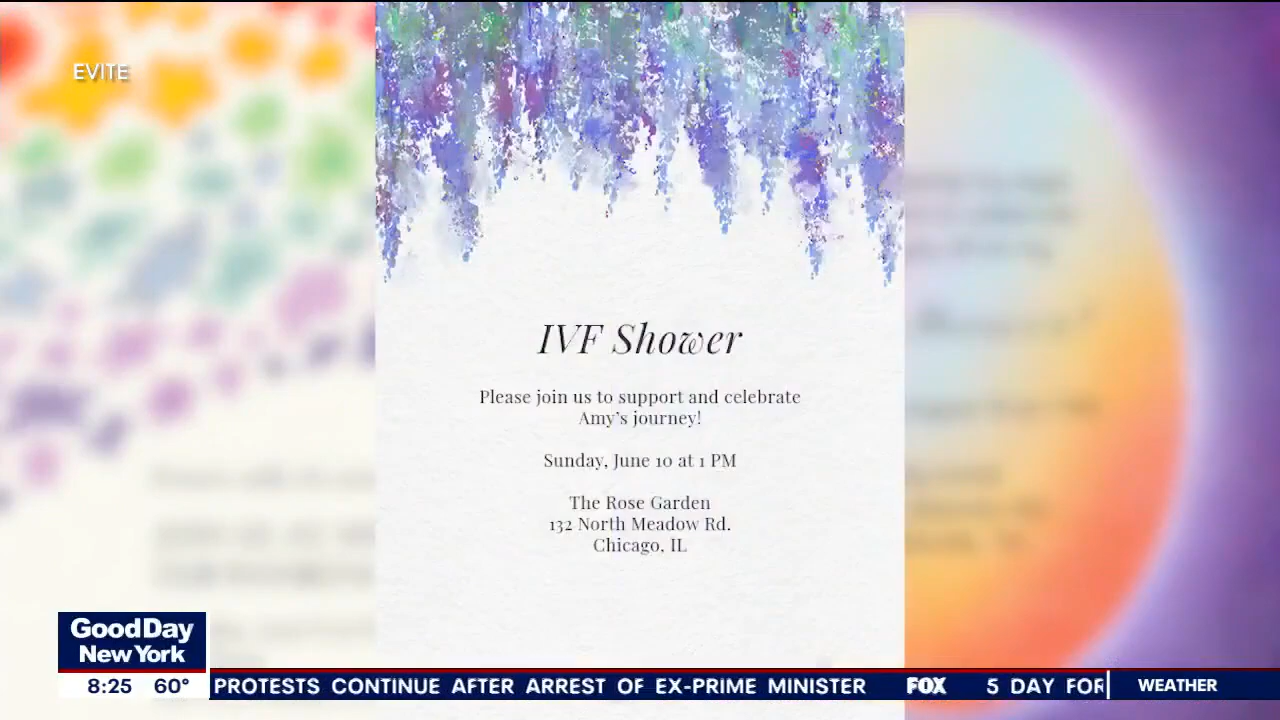 EVITE
IVF Shower
Please join us to support and celebrate
Amy's journey!
Sunday, June 10 at 1 PM
The Rose Garden
132 North Meadow Rd.
Chicago, IL
GoodDay
New York
8:25 60°
PROTESTS CONTINUE AFTER ARREST OF EX-PRIME MINISTER FOX 5 DAY FOR WEATHER